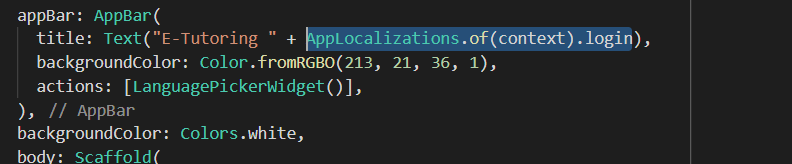 appBar: AppBar(
title: Text("E-Tutoring " + AppLocalizations.of(context).login),
backgroundColor: Color.fromRGBO(213, 21, 36, 1),
actions: [LanguagePickerWidget()],
), // AppBar
backgroundColor: Colors.white,
body: Scaffold(